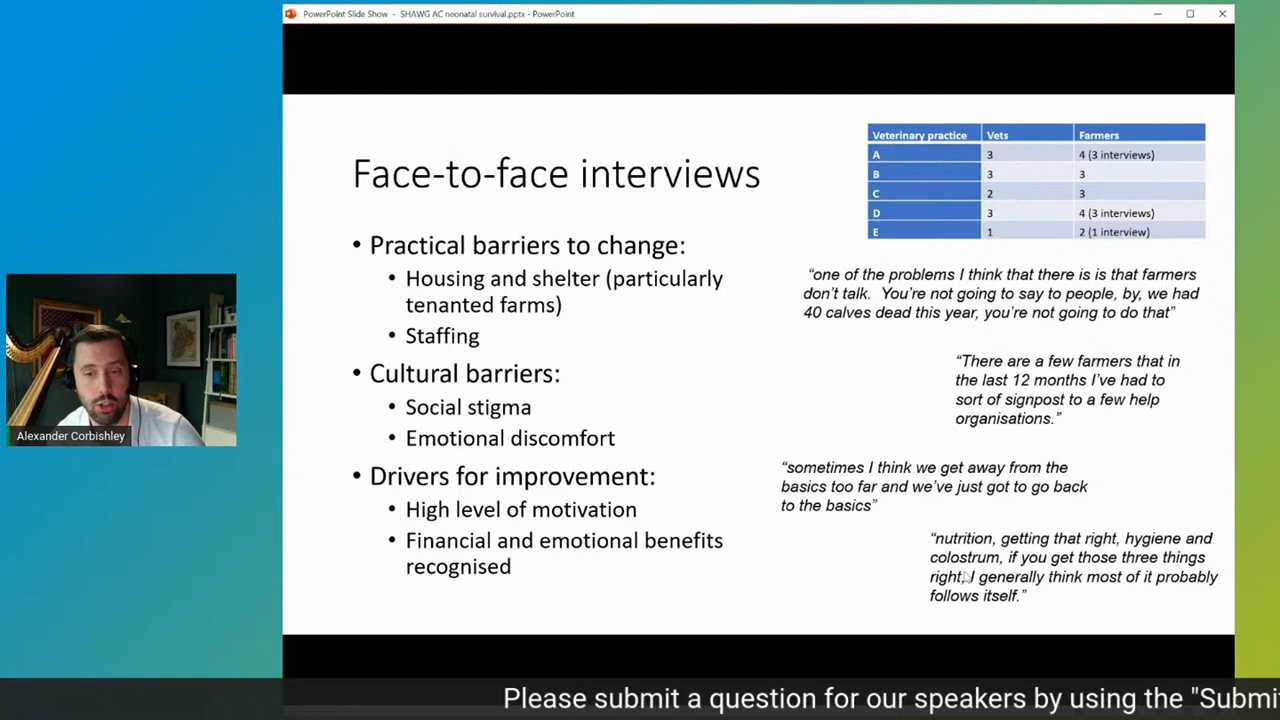 PowerPoint Slide Show - SHAWG AC neonatal survival.pptx - PowerPoint
Face-to-face interviews
• Practical barriers to change:
• Housing and shelter (particularly
tenanted farms)
• Staffing
• Cultural barriers:
• Social stigma
• Emotional discomfort
• Drivers for improvement:
• High level of motivation
• Financial and emotional benefits
recognised
Veterinary practice Vets Farmers
A 3 4 (3 interviews)
B 3 3
C 2 3
D 3 4 (3 interviews)
E 1 2 (1 interview)
“one of the problems I think that there is is that farmers
don’t talk. You’re not going to say to people, by, we had
40 calves dead this year, you’re not going to do that”
“There are a few farmers that in
the last 12 months I’ve had to
sort of signpost to a few help
organisations.”
“sometimes I think we get away from the
basics too far and we’ve just got to go back
to the basics”
“nutrition, getting that right, hygiene and
colostrum, if you get those three things
right, I generally think most of it probably
follows itself.”
Alexander Corbishley
Please submit a question for our speakers by using the "Submi